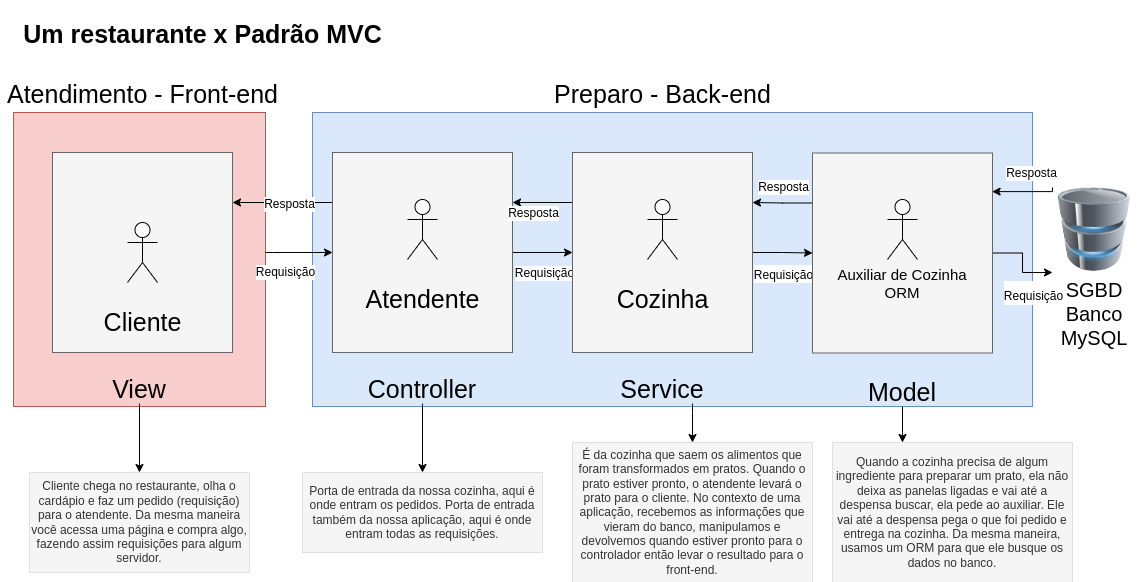 Um restaurante x Padrão MVC
Atendimento - Front-end
Preparo - Back-end
Resposta
Requisição
Resposta
Requisição
Resposta
Requisição
Resposta
Requisição
Cliente
Atendente
Cozinha
Auxiliar de Cozinha
ORM
SGBD
Banco
MySQL
View
Controller
Service
Model
Cliente chega no restaurante, olha o
cardápio e faz um pedido (requisição)
para o atendente. Da mesma maneira
você acessa uma página e compra algo,
fazendo assim requisições para algum
servidor.
Porta de entrada da nossa cozinha, aqui é
onde entram os pedidos. Porta de entrada
também da nossa aplicação, aqui é onde
entram todas as requisições.
É da cozinha que saem os alimentos que
foram transformados em pratos. Quando o
prato estiver pronto, o atendente levará o
prato para o cliente. No contexto de uma
aplicação, recebemos as informações que
vieram do banco, manipulamos e
devolvemos quando estiver pronto para o
controlador então levar o resultado para o
front-end.
Quando a cozinha precisa de algum
ingrediente para preparar um prato, ela não
deixa as panelas ligadas e vai até a
despensa buscar, ela pede ao auxiliar. Ele
vai até a despensa pega o que foi pedido e
entrega na cozinha. Da mesma maneira,
usamos um ORM para que ele busque os
dados no banco.